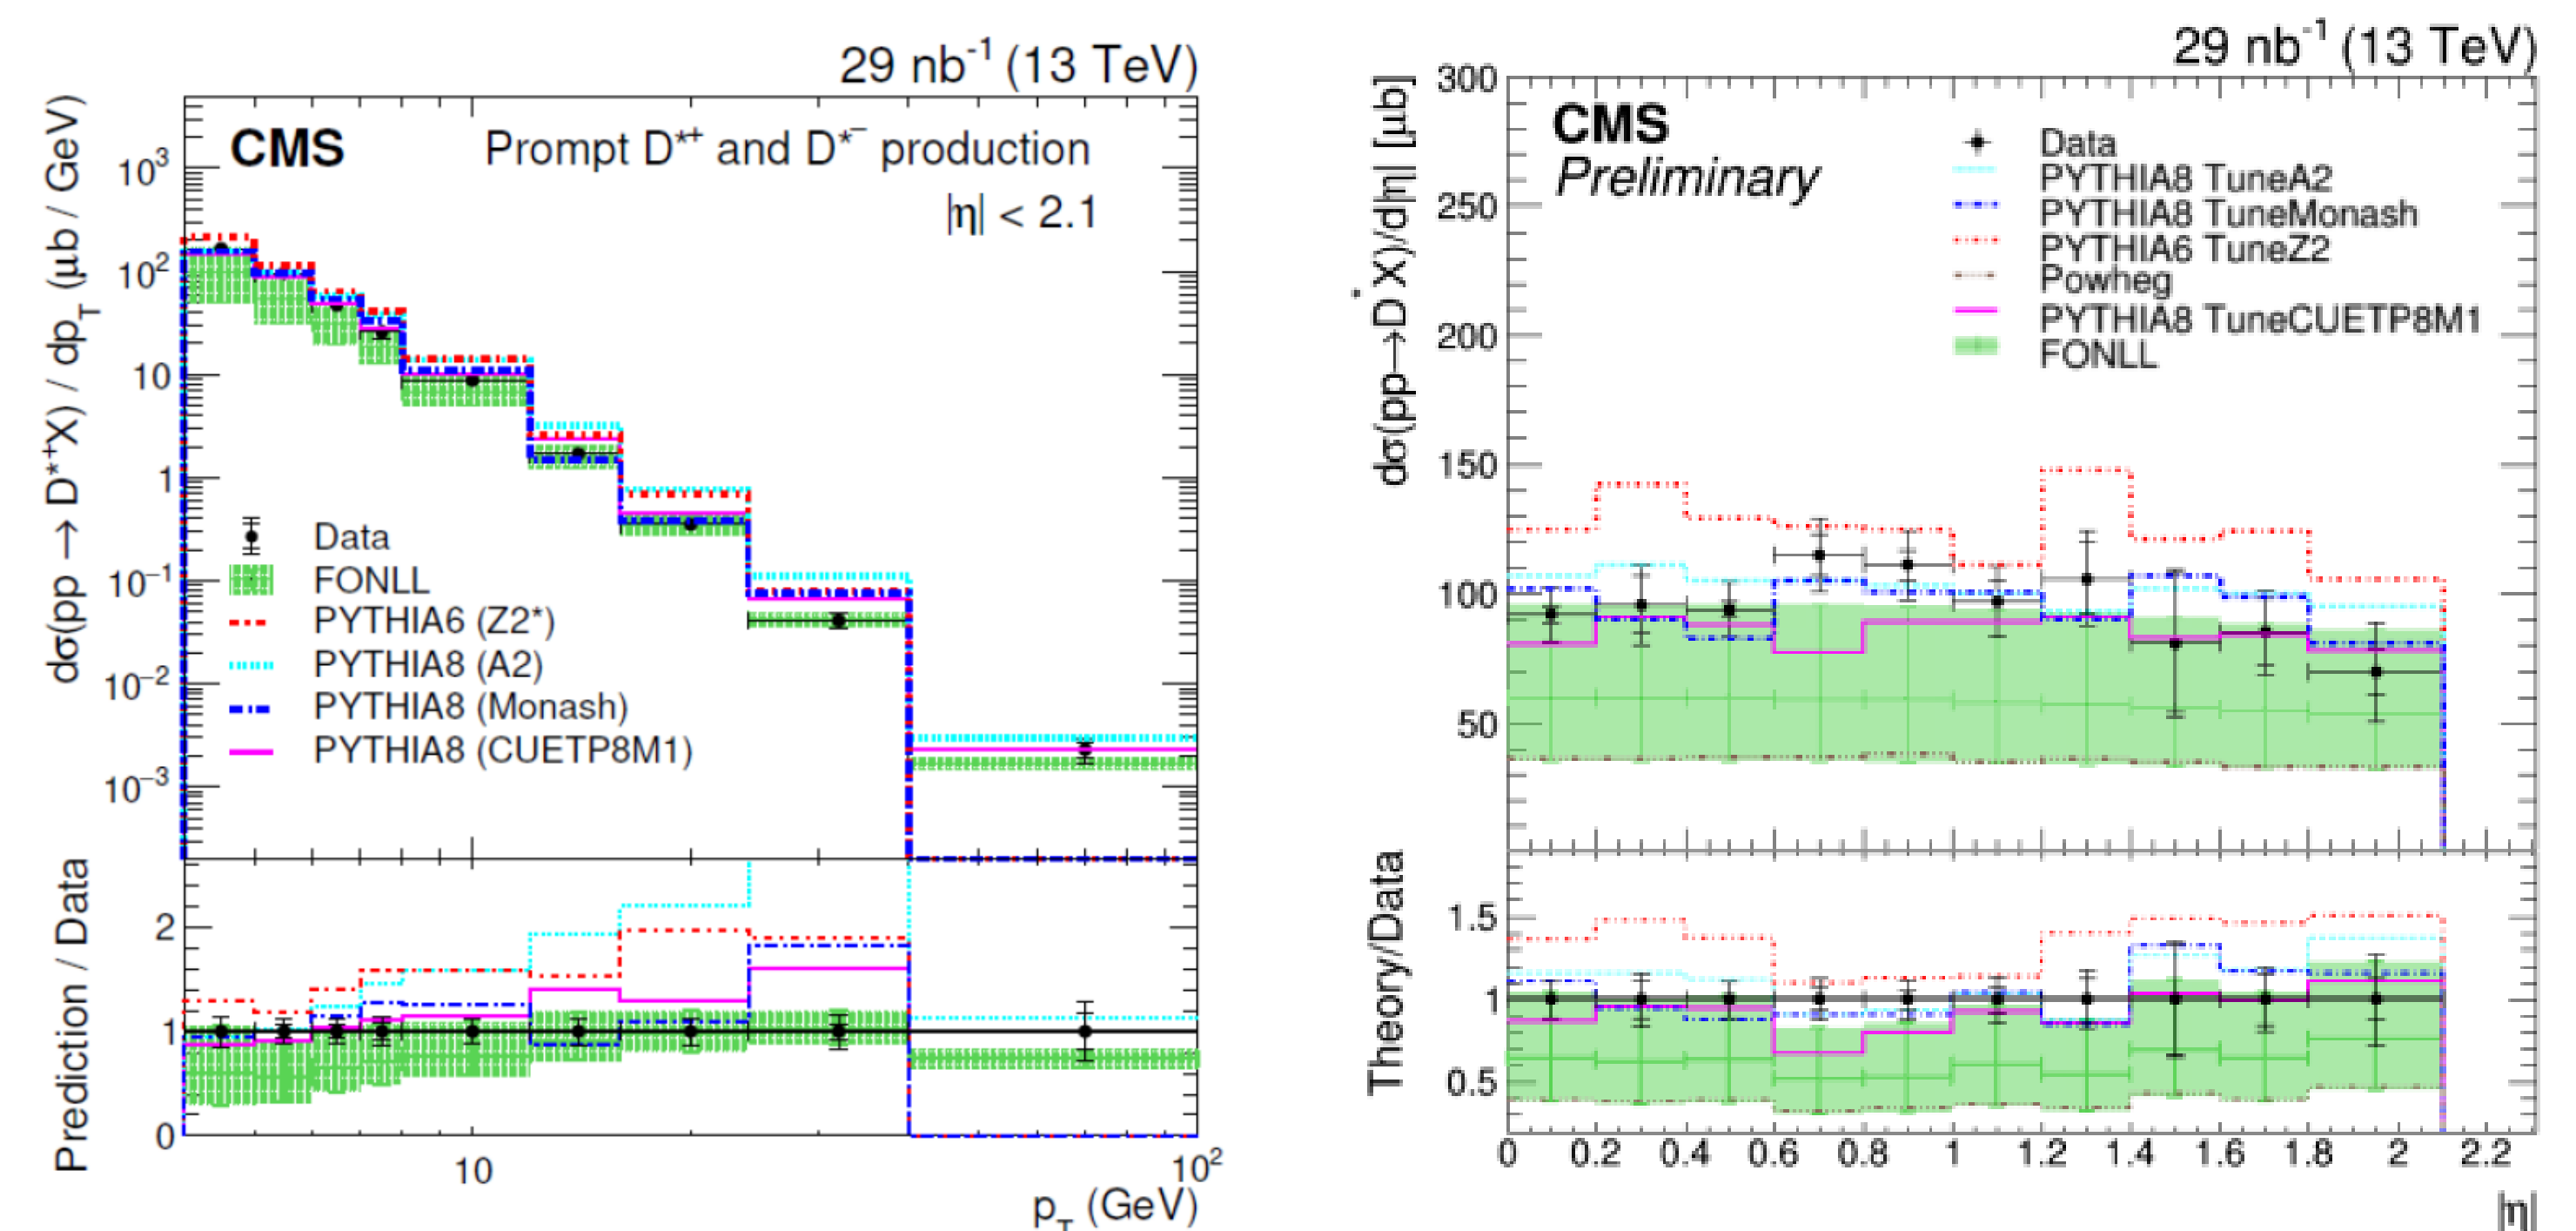 29 nb⁻¹ (13 TeV)
CMS Prompt D*⁺ and D*⁻ production
|η| < 2.1
dσ(pp → D*⁺X) / dp_T (μb / GeV)
10³
10²
10
1
10⁻¹
10⁻²
10⁻³
Data
FONLL
PYTHIA6 (Z2*)
PYTHIA8 (A2)
PYTHIA8 (Monash)
PYTHIA8 (CUETP8M1)
Prediction / Data
2
1
0
10 10²
p_T (GeV)
29 nb⁻¹ (13 TeV)
CMS
Preliminary
dσ(pp→D*X)/d|η| [μb]
300
250
200
150
100
50
Data
PYTHIA8 TuneA2
PYTHIA8 TuneMonash
PYTHIA6 TuneZ2
Powheg
PYTHIA8 TuneCUETP8M1
FONLL
Theory/Data
1.5
1
0.5
0 0.2 0.4 0.6 0.8 1 1.2 1.4 1.6 1.8 2 2.2
|η|